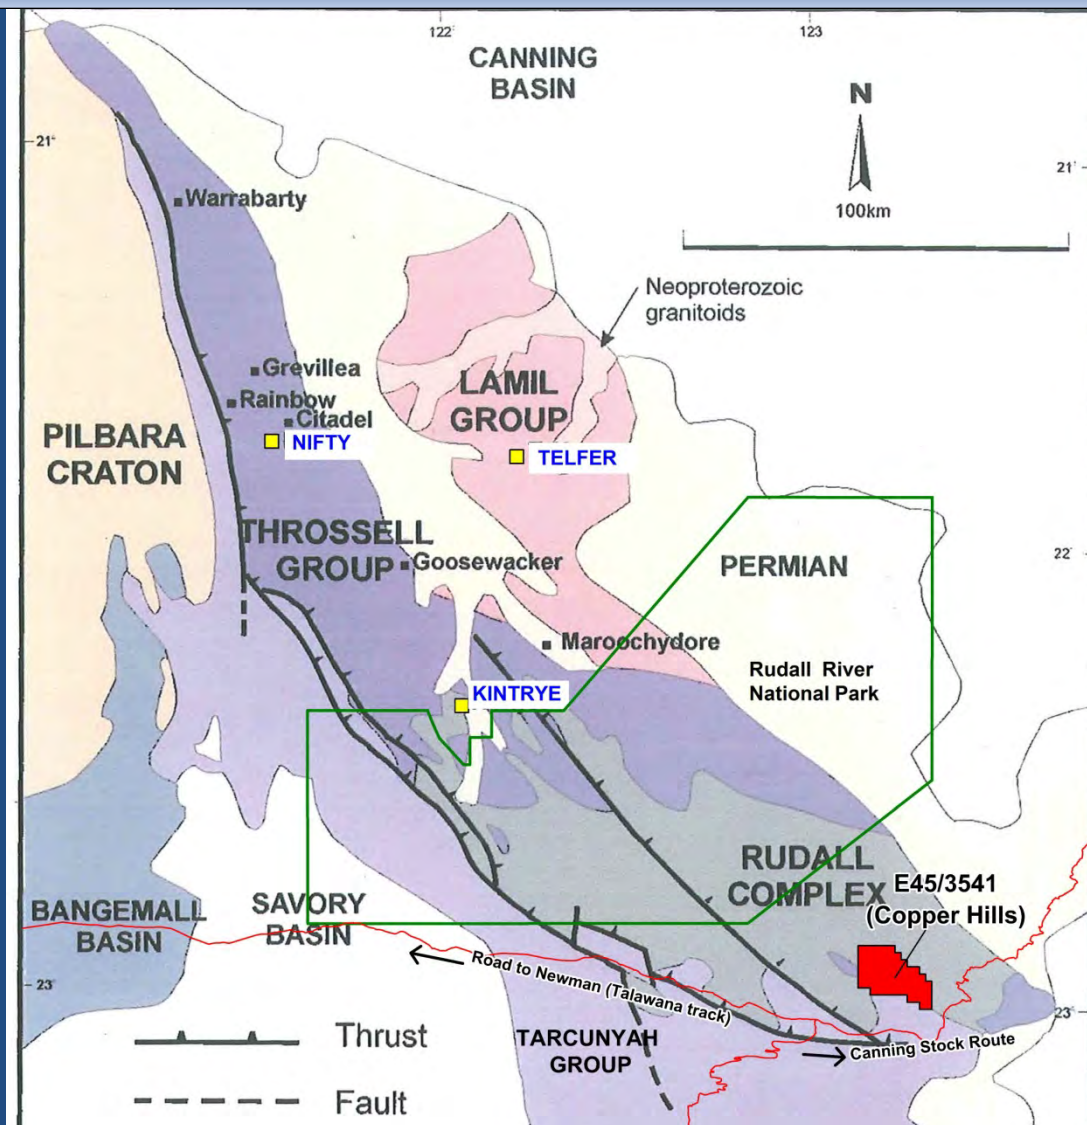 122°
123
CANNING
BASIN
N
100km
21°
21°
Warrabarty
Neoproterozoic
granitoids
Grevillea
LAMIL
GROUP
Rainbow
Citadel
PILBARA
CRATON
NIFTY
TELFER
THROSSELL
GROUP
Goosewacker
22°
PERMIAN
Maroochydore
Rudall River
National Park
KINTRYE
RUDALL
COMPLEX
E45/3541
(Copper Hills)
BANGEMALL
BASIN
SAVORY
BASIN
Road to Newman (Talawana track)
23°
23°
Thrust
TARCUNYAH
GROUP
Canning Stock Route
Fault